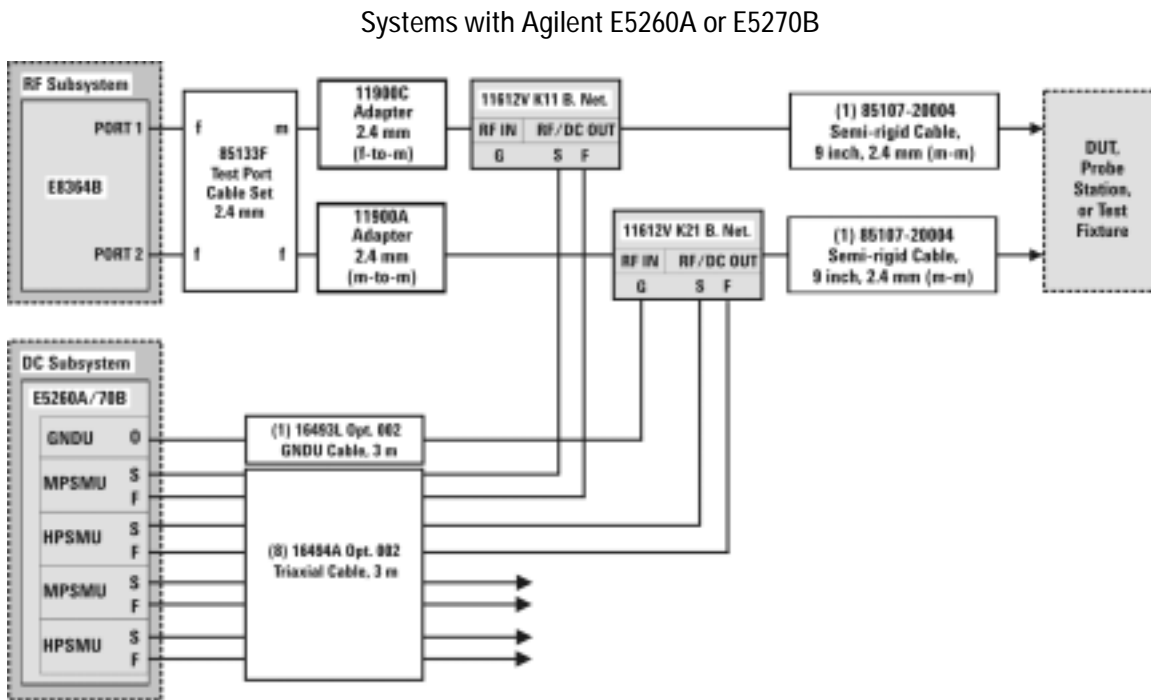 Systems with Agilent E5260A or E5270B
RF Subsystem
PORT 1
E8364B
PORT 2
f m
85133F
Test Port
Cable Set
2.4 mm
f f
11900C
Adapter
2.4 mm
(f-to-m)
11900A
Adapter
2.4 mm
(m-to-m)
11612V K11 B. Net.
RF IN RF/DC OUT
G S F
11612V K21 B. Net.
RF IN RF/DC OUT
G S F
(1) 85107-20004
Semi-rigid Cable,
9 inch, 2.4 mm (m-m)
(1) 85107-20004
Semi-rigid Cable,
9 inch, 2.4 mm (m-m)
DUT,
Probe
Station,
or Test
Fixture
DC Subsystem
E5260A/70B
GNDU O
MPSMU S
F
HPSMU S
F
MPSMU S
F
HPSMU S
F
(1) 16493L Opt. 002
GNDU Cable, 3 m
(8) 16494A Opt. 002
Triaxial Cable, 3 m